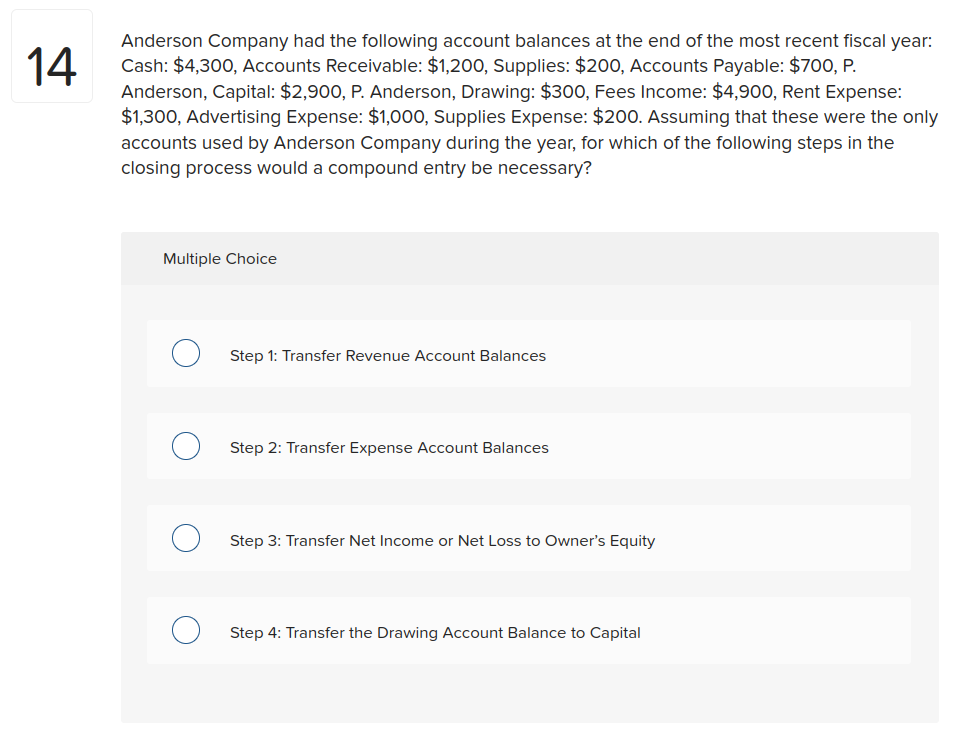 14
Anderson Company had the following account balances at the end of the most recent fiscal year:
Cash: $4,300, Accounts Receivable: $1,200, Supplies: $200, Accounts Payable: $700, P.
Anderson, Capital: $2,900, P. Anderson, Drawing: $300, Fees Income: $4,900, Rent Expense:
$1,300, Advertising Expense: $1,000, Supplies Expense: $200. Assuming that these were the only
accounts used by Anderson Company during the year, for which of the following steps in the
closing process would a compound entry be necessary?
Multiple Choice
Step 1: Transfer Revenue Account Balances
Step 2: Transfer Expense Account Balances
Step 3: Transfer Net Income or Net Loss to Owner’s Equity
Step 4: Transfer the Drawing Account Balance to Capital